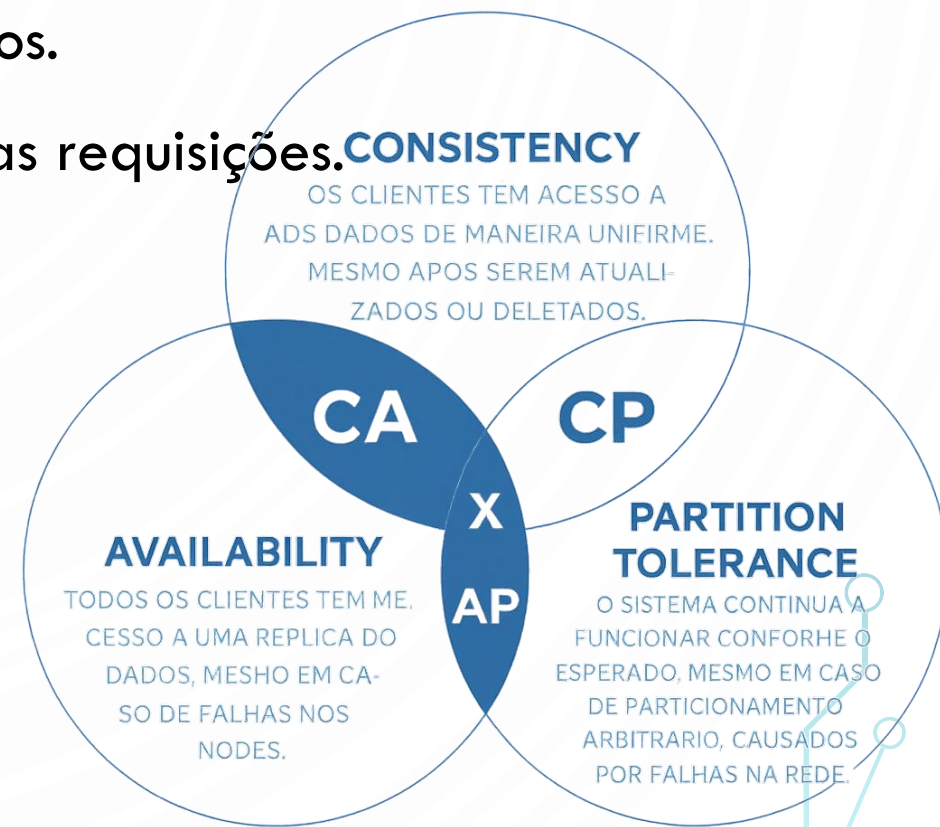 os.
as requisições.
CONSISTENCY
OS CLIENTES TEM ACESSO A
ADS DADOS DE MANEIRA UNIFIRME.
MESMO APOS SEREM ATUALI-
ZADOS OU DELETADOS.
CA
CP
X
AP
AVAILABILITY
TODOS OS CLIENTES TEM ME.
CESSO A UMA REPLICA DO
DADOS, MESHO EM CA-
SO DE FALHAS NOS
NODES.
PARTITION
TOLERANCE
O SISTEMA CONTINUA A
FUNCIONAR CONFORHE O
ESPERADO, MESMO EM CASO
DE PARTICIONAMENTO
ARBITRARIO, CAUSADOS
POR FALHAS NA REDE.